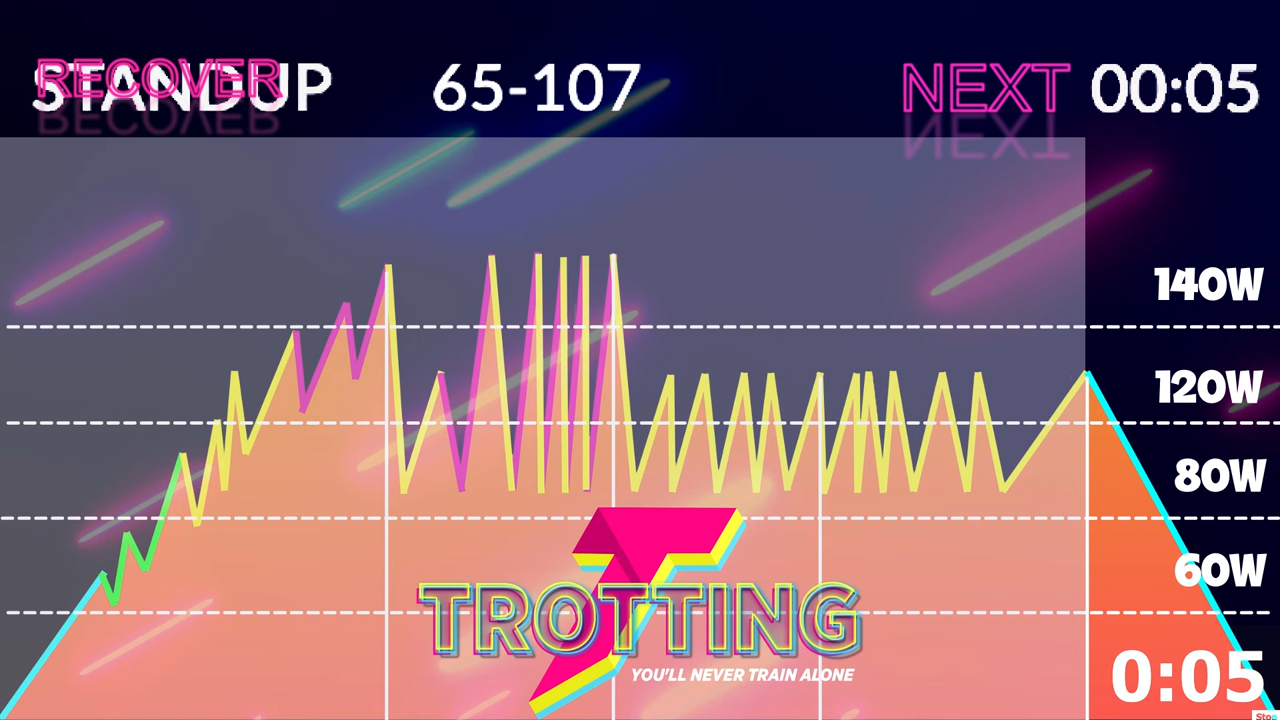 RECOVER
STANDUP 65-107 NEXT 00:05
140W
120W
80W
60W
TROTTING
YOU'LL NEVER TRAIN ALONE
0:05